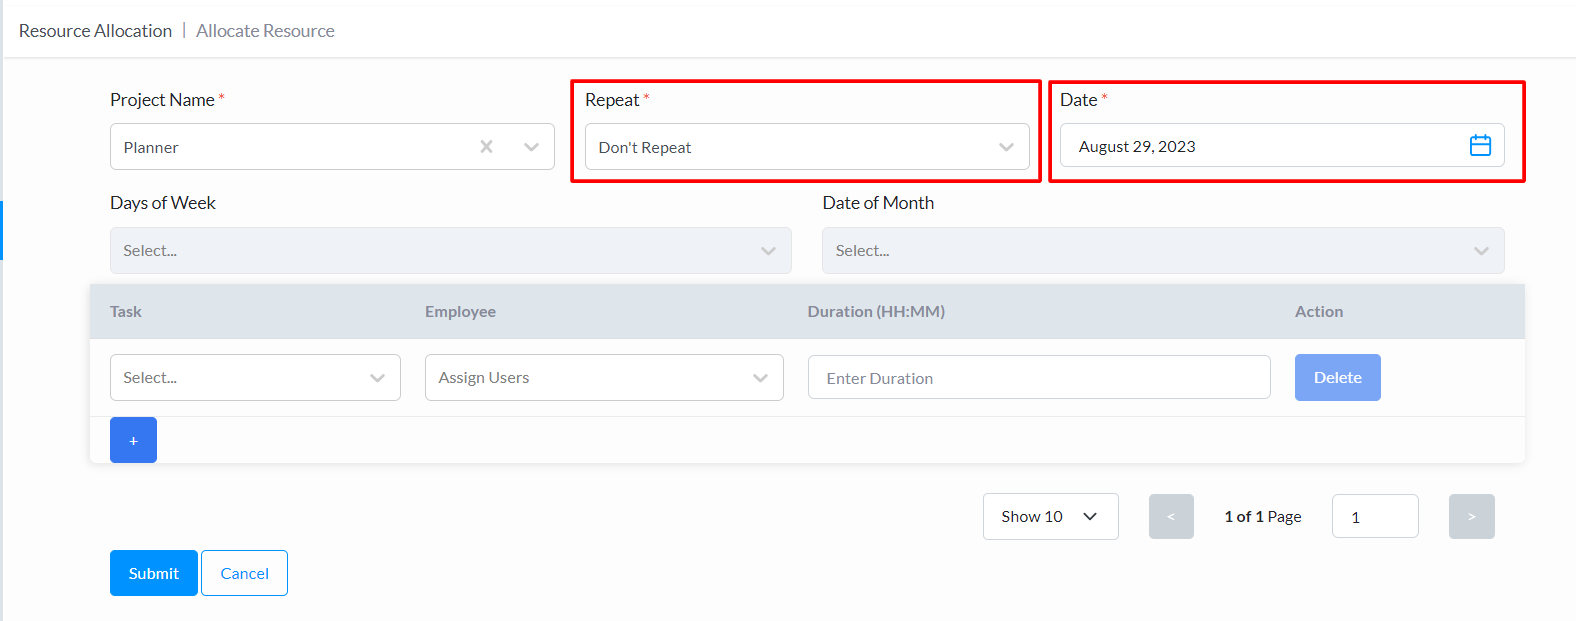 Resource Allocation | Allocate Resource
Project Name * Repeat * Date *
Planner Don't Repeat August 29, 2023
Days of Week Date of Month
Select... Select...
Task Employee Duration (HH:MM) Action
Select... Assign Users Enter Duration Delete
+
Show 10 < 1 of 1 Page 1 >
Submit Cancel